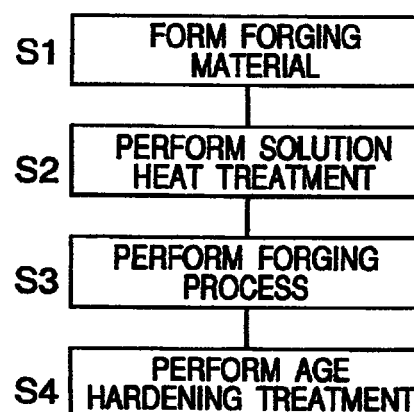 S1
FORM FORGING
MATERIAL
S2
PERFORM SOLUTION
HEAT TREATMENT
S3
PERFORM FORGING
PROCESS
S4
PERFORM AGE
HARDENING TREATMENT